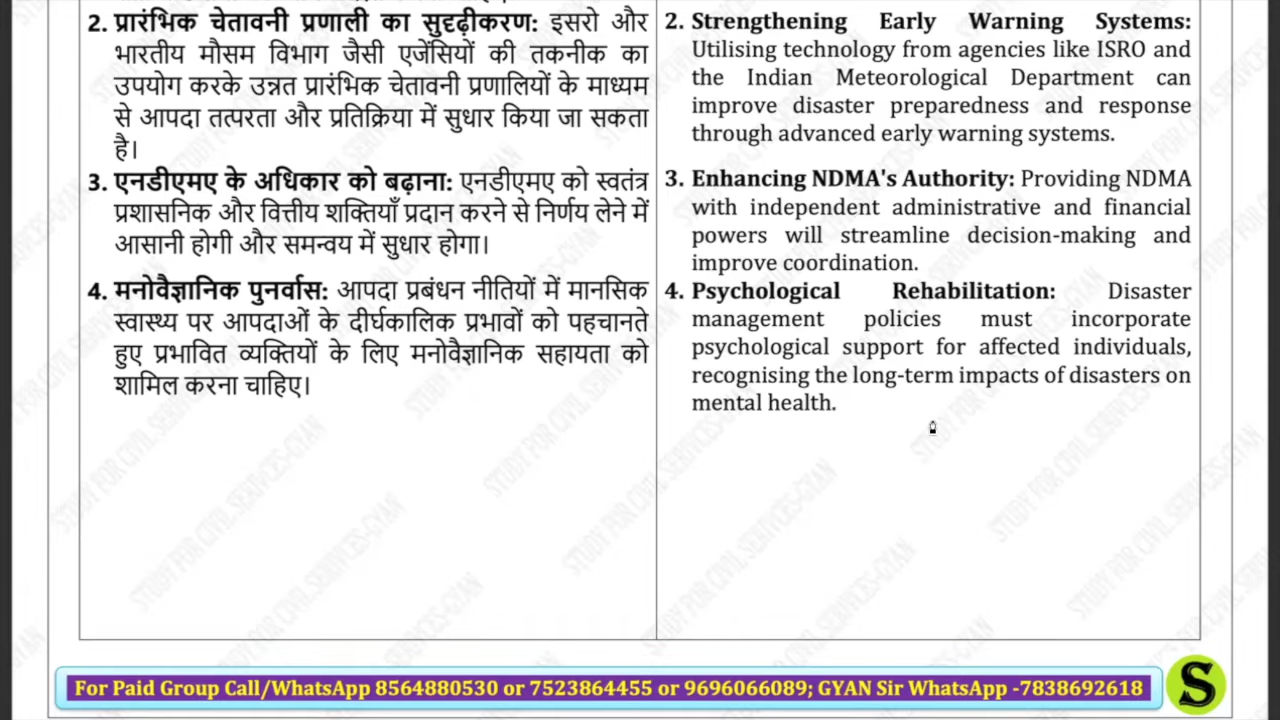 2. प्रारंभिक चेतावनी प्रणाली का सुदृढ़ीकरण: इसरो और
भारतीय मौसम विभाग जैसी एजेंसियों की तकनीक का
उपयोग करके उन्नत प्रारंभिक चेतावनी प्रणालियों के माध्यम
से आपदा तत्परता और प्रतिक्रिया में सुधार किया जा सकता
है।
3. एनडीएमए के अधिकार को बढ़ाना: एनडीएमए को स्वतंत्र
प्रशासनिक और वित्तीय शक्तियाँ प्रदान करने से निर्णय लेने में
आसानी होगी और समन्वय में सुधार होगा।
4. मनोवैज्ञानिक पुनर्वास: आपदा प्रबंधन नीतियों में मानसिक
स्वास्थ्य पर आपदाओं के दीर्घकालिक प्रभावों को पहचानते
हुए प्रभावित व्यक्तियों के लिए मनोवैज्ञानिक सहायता को
शामिल करना चाहिए।
2. Strengthening Early Warning Systems:
Utilising technology from agencies like ISRO and
the Indian Meteorological Department can
improve disaster preparedness and response
through advanced early warning systems.
3. Enhancing NDMA's Authority: Providing NDMA
with independent administrative and financial
powers will streamline decision-making and
improve coordination.
4. Psychological Rehabilitation: Disaster
management policies must incorporate
psychological support for affected individuals,
recognising the long-term impacts of disasters on
mental health.
STUDY FOR CIVIL SERVICES-GYAN
For Paid Group Call/WhatsApp 8564880530 or 7523864455 or 9696066089; GYAN Sir WhatsApp -7838692618
S